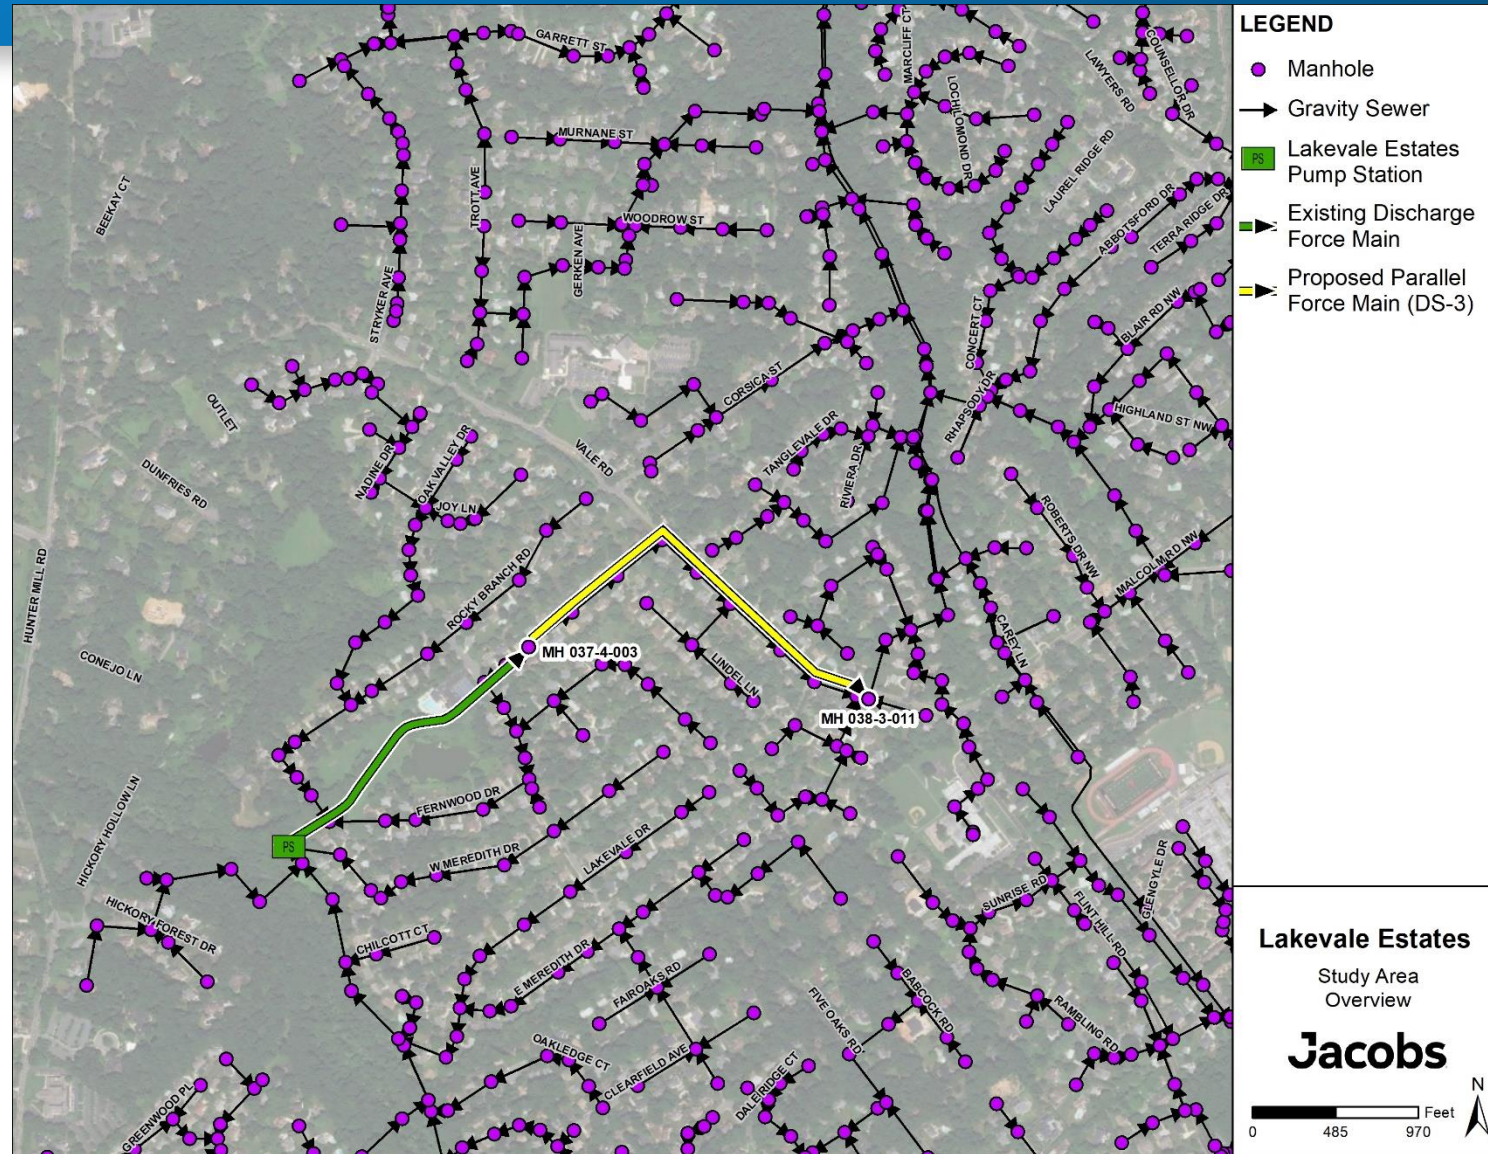 GARRETT ST
MARCLIFF CT
LAWYERS RD
COUNSELLOR DR
LOCHLOMOND DR
MURNANE ST
LAUREL RIDGE RD
BEEKAY CT
TROTT AVE
ABBOTSFORD DR
TERRA RIDGE DR
WOODROW ST
GERKEN AVE
STRYKER AVE
CONCERT CT
BLAIR RD NW
CORSICA ST
RHAPSODY DR
HIGHLAND ST NW
OUTLET
TANGLEVALE DR
RIVIERA DR
VALE RD
DUNFRIES RD
NADINE DR
OAK VALLEY DR
JOY LN
ROBERTS DR NW
MALCOLM RD NW
HUNTER MILL RD
ROCKY BRANCH RD
CAREY LN
CONEJO LN
MH 037-4-003
LINDEL LN
MH 038-3-011
FERNWOOD DR
HICKORY HOLLOW LN
PS
W MEREDITH DR
LAKEVALE DR
HICKORY FOREST DR
CHILCOTT CT
E MEREDITH DR
FAIROAKS RD
SUNRISE RD
FLINT HILL RD
GLENGYLE DR
BABCOCK RD
FIVE OAKS RD
RAMBLING RD
OAKLEDGE CT
CLEARFIELD AVE
DALE RIDGE CT
GREENWOOD PL
LEGEND
Manhole
Gravity Sewer
PS
Lakevale Estates
Pump Station
Existing Discharge
Force Main
Proposed Parallel
Force Main (DS-3)
Lakevale Estates
Study Area
Overview
Jacobs
N
Feet
0 485 970